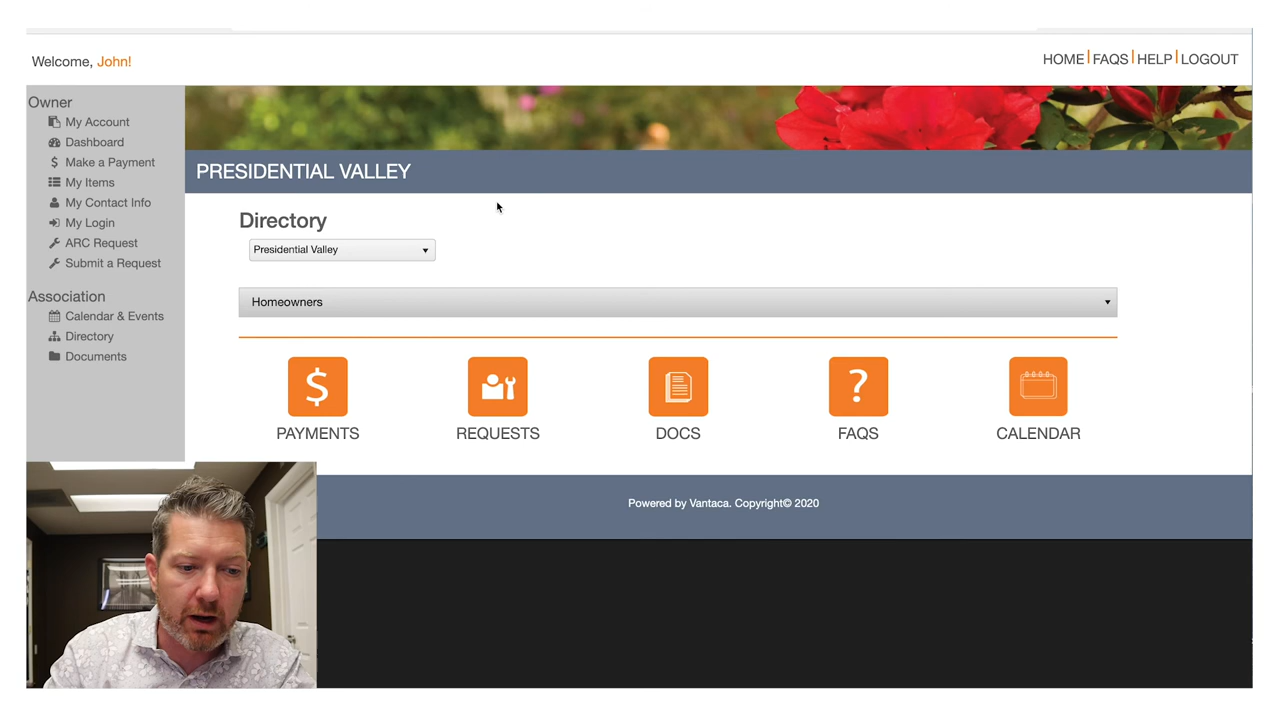 Welcome, John!
HOME FAQS HELP LOGOUT
Owner
My Account
Dashboard
Make a Payment
My Items
My Contact Info
My Login
ARC Request
Submit a Request
Association
Calendar & Events
Directory
Documents
PRESIDENTIAL VALLEY
Directory
Presidential Valley
Homeowners
PAYMENTS
REQUESTS
DOCS
FAQS
CALENDAR
Powered by Vantaca. Copyright© 2020